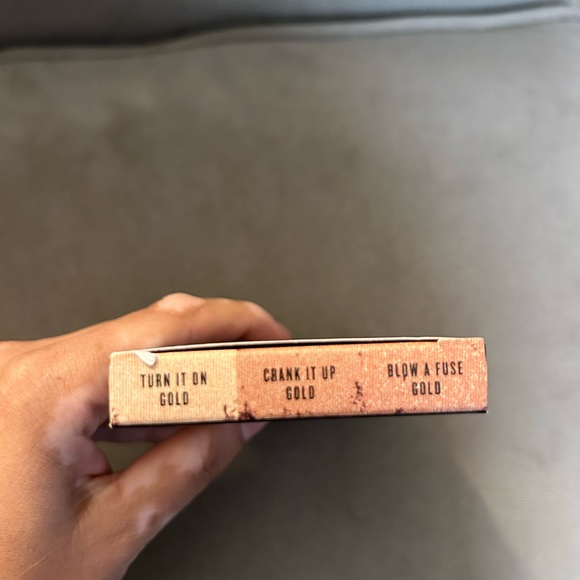 TURN IT ON
GOLD
CRANK IT UP
GOLD
BLOW A FUSE
GOLD